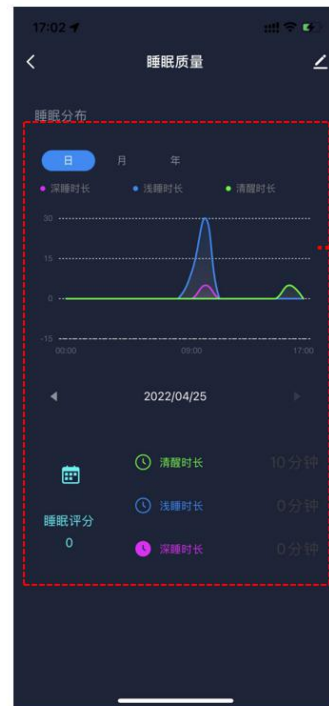 17:02
睡眠质量
睡眠分布
日 月 年
深睡时长 浅睡时长 清醒时长
30
15
0
-15
00:00 09:00 17:00
2022/04/25
清醒时长 10分钟
浅睡时长 0分钟
深睡时长 0分钟
睡眠评分
0